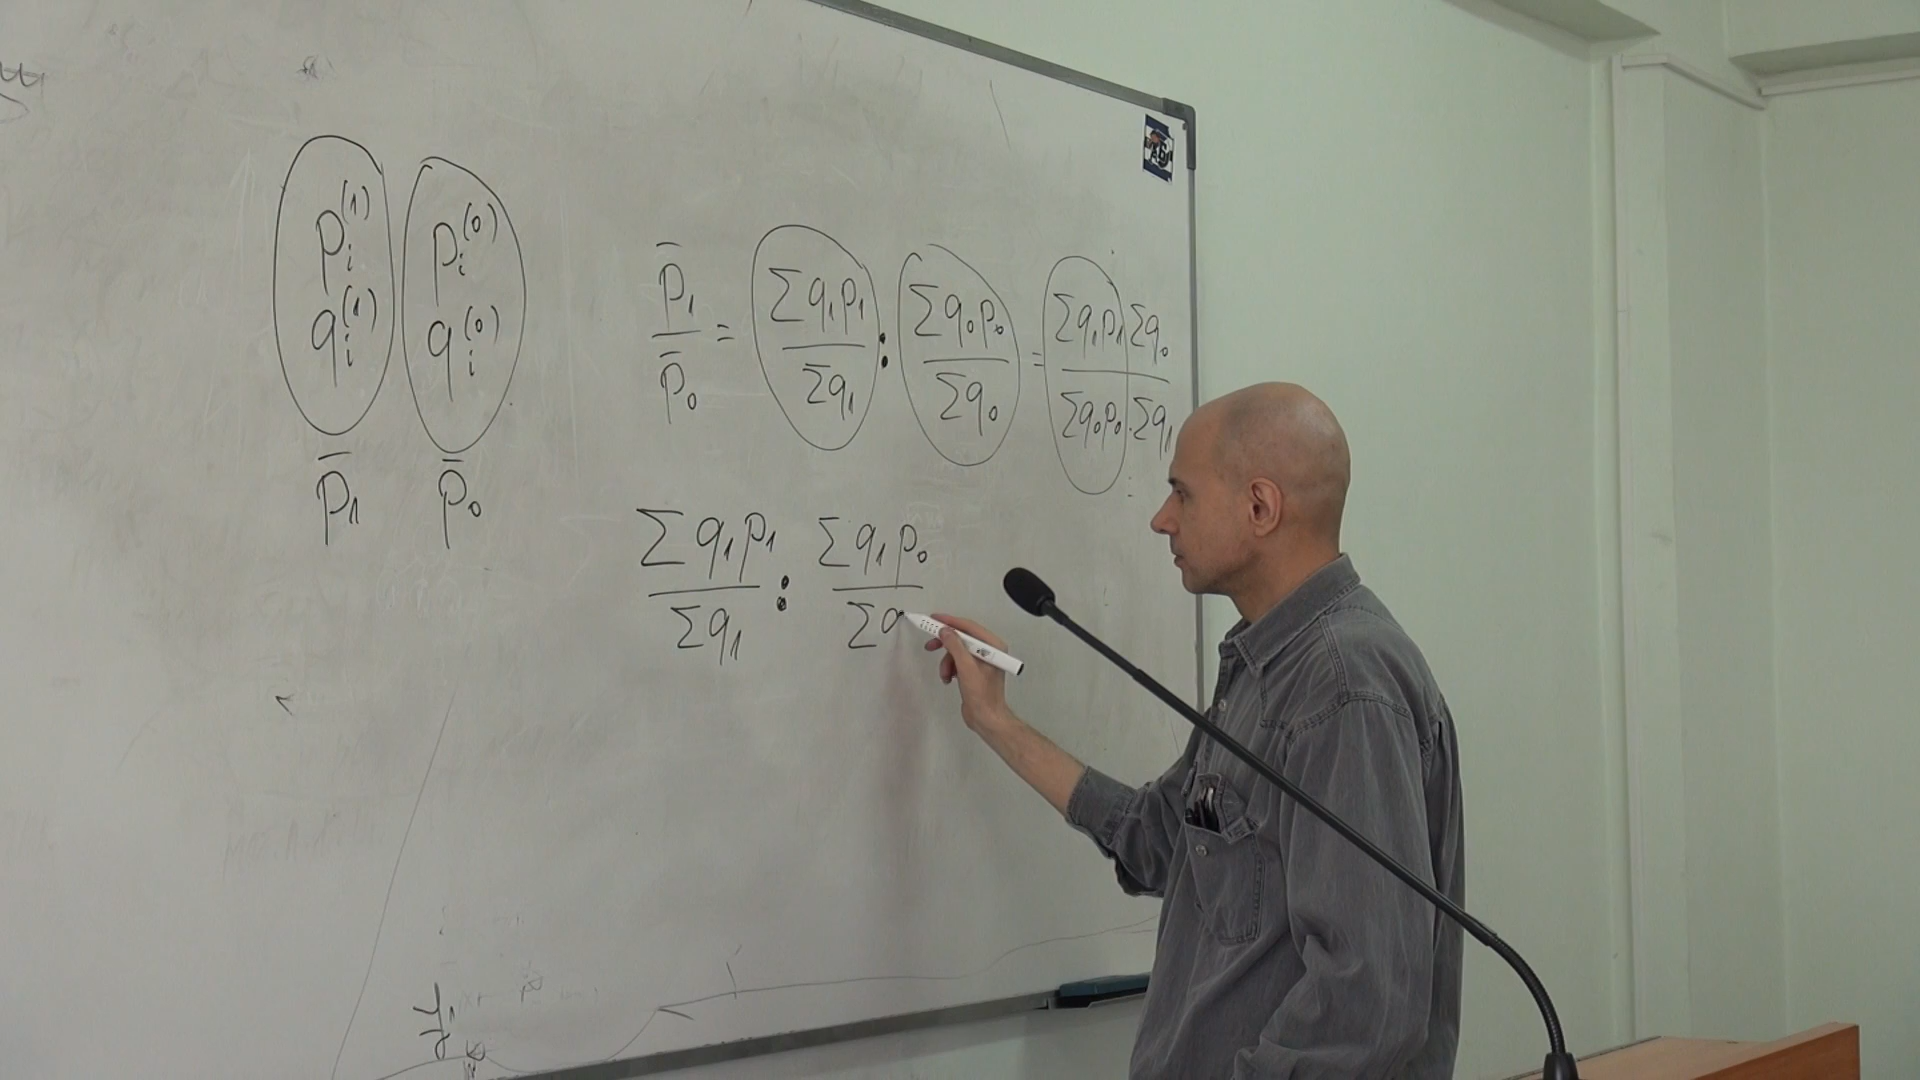 p_i^(1) p_i^(0)
q_i^(1) q_i^(0)
p̄_1 p̄_0
p̄_1/p̄_0 = Σq_1p_1/Σq_1 : Σq_0p_0/Σq_0 = Σq_1p_1 Σq_0/Σq_0p_0 · Σq_1
Σq_1p_1/Σq_1 : Σq_1p_0/Σq